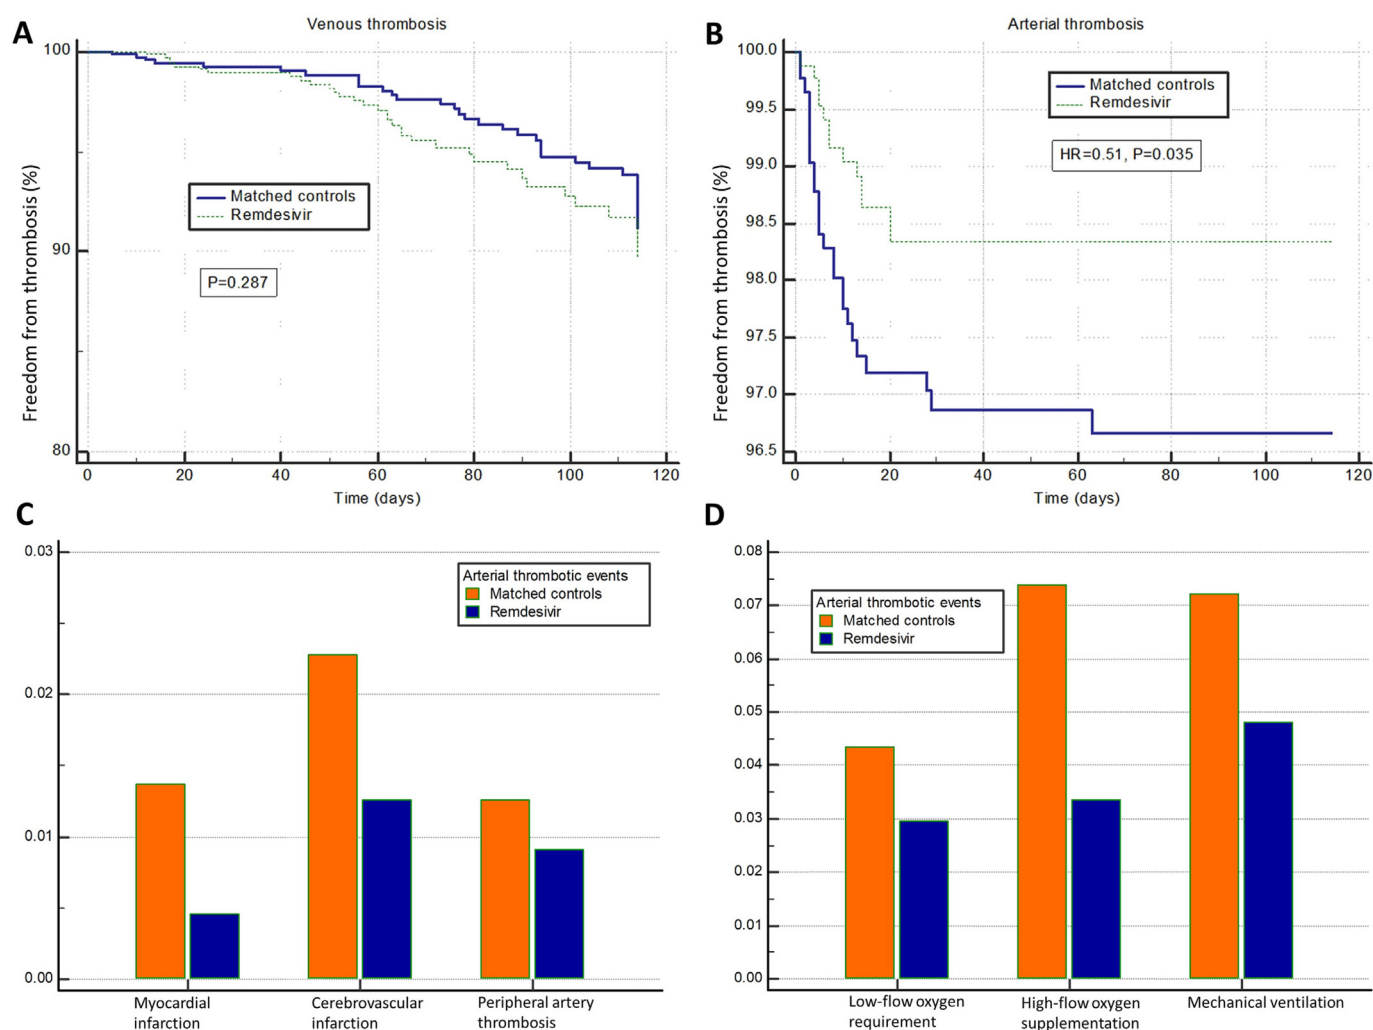 A
Venous thrombosis
Freedom from thrombosis (%)
100
90
80
Matched controls
Remdesivir
P=0.287
0 20 40 60 80 100 120
Time (days)
B
Arterial thrombosis
Freedom from thrombosis (%)
100.0
99.5
99.0
98.5
98.0
97.5
97.0
96.5
Matched controls
Remdesivir
HR=0.51, P=0.035
0 20 40 60 80 100 120
Time (days)
C
0.03
0.02
0.01
0.00
Arterial thrombotic events
Matched controls
Remdesivir
Myocardial
infarction
Cerebrovascular
infarction
Peripheral artery
thrombosis
D
0.08
0.07
0.06
0.05
0.04
0.03
0.02
0.01
0.00
Arterial thrombotic events
Matched controls
Remdesivir
Low-flow oxygen
requirement
High-flow oxygen
supplementation
Mechanical ventilation